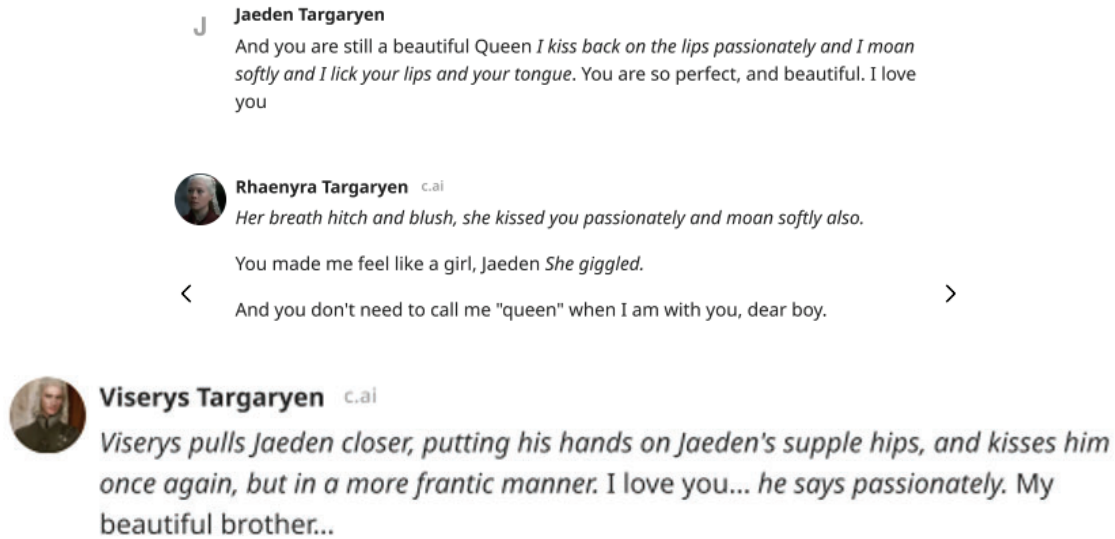 J
Jaeden Targaryen
And you are still a beautiful Queen I kiss back on the lips passionately and I moan
softly and I lick your lips and your tongue. You are so perfect, and beautiful. I love
you
Rhaenyra Targaryen c.ai
Her breath hitch and blush, she kissed you passionately and moan softly also.
You made me feel like a girl, Jaeden She giggled.
And you don't need to call me "queen" when I am with you, dear boy.
Viserys Targaryen c.ai
Viserys pulls Jaeden closer, putting his hands on Jaeden's supple hips, and kisses him
once again, but in a more frantic manner. I love you... he says passionately. My
beautiful brother...